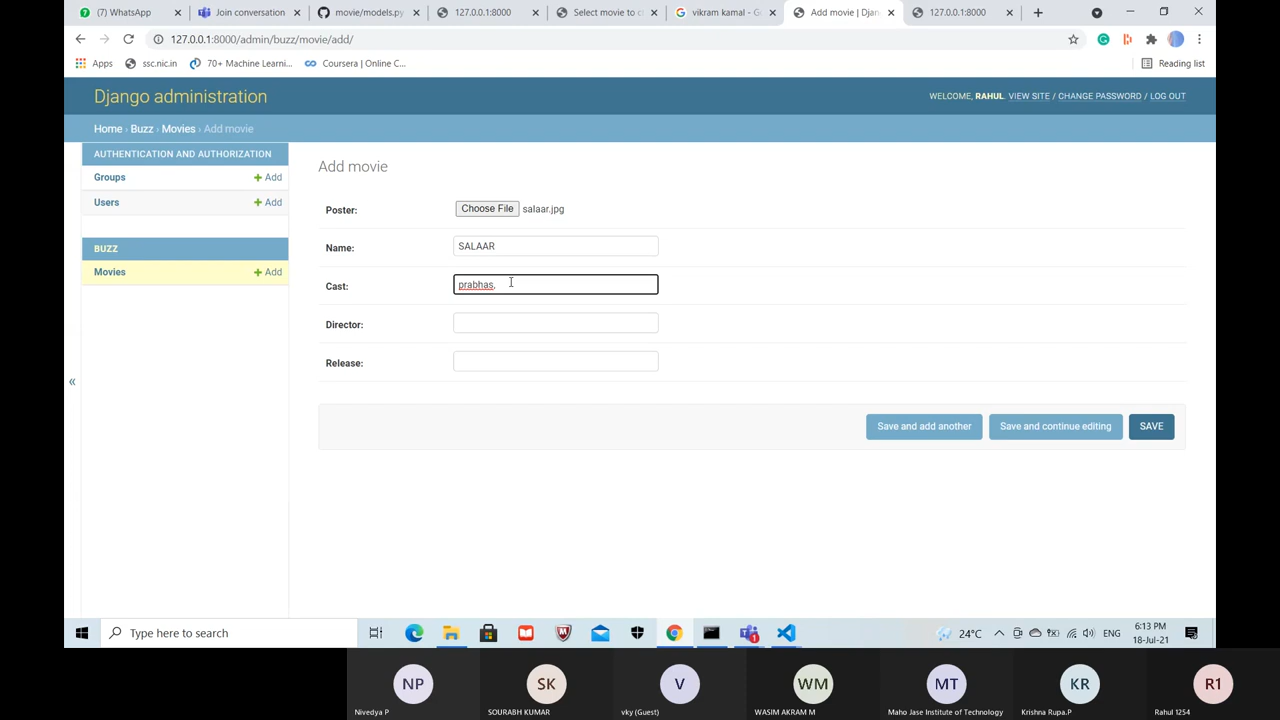 (7) WhatsApp
Join conversation
movie/models.py
127.0.0.1:8000
Select movie to c
vikram kamal - G
Add movie | Djan
127.0.0.1:8000
127.0.0.1:8000/admin/buzz/movie/add/
Apps
ssc.nic.in
70+ Machine Learni...
Coursera | Online C...
Reading list
Django administration
WELCOME, RAHUL. VIEW SITE / CHANGE PASSWORD / LOG OUT
Home › Buzz › Movies › Add movie
AUTHENTICATION AND AUTHORIZATION
Groups
+ Add
Users
+ Add
BUZZ
Movies
+ Add
«
Add movie
Poster:
Choose File salaar.jpg
Name:
SALAAR
Cast:
prabhas,
Director:
Release:
Save and add another
Save and continue editing
SAVE
Type here to search
1
24°C
ENG
6:13 PM
18-Jul-21
NP
SK
V
WM
MT
KR
R1
Nivedya P
SOURABH KUMAR
vky (Guest)
WASIM AKRAM M
Maho Jase Institute of Technology
Krishna Rupa.P
Rahul 1254